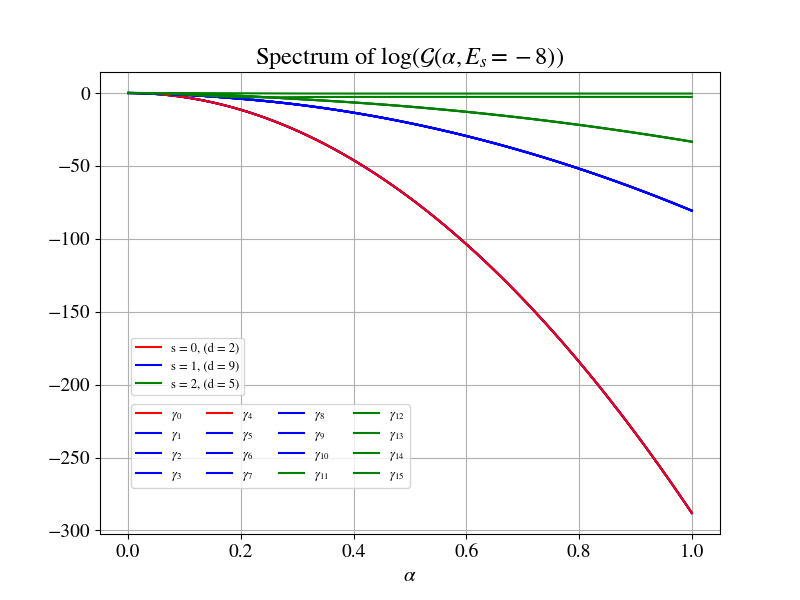 Spectrum of log(𝒢(α, E_s = −8))
0
−50
−100
−150
−200
−250
−300
s = 0, (d = 2)
s = 1, (d = 9)
s = 2, (d = 5)
γ₀ γ₄ γ₈ γ₁₂
γ₁ γ₅ γ₉ γ₁₃
γ₂ γ₆ γ₁₀ γ₁₄
γ₃ γ₇ γ₁₁ γ₁₅
0.0 0.2 0.4 0.6 0.8 1.0
α